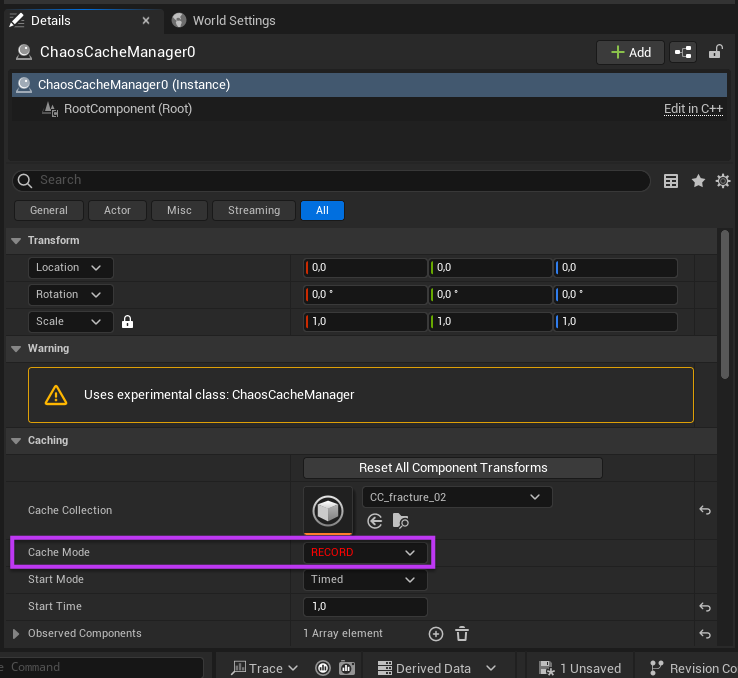 Details
World Settings
ChaosCacheManager0
Add
ChaosCacheManager0 (Instance)
RootComponent (Root)
Edit in C++
Search
General Actor Misc Streaming All
Transform
Location 0,0 0,0 0,0
Rotation 0,0 ° 0,0 ° 0,0 °
Scale 1,0 1,0 1,0
Warning
Uses experimental class: ChaosCacheManager
Caching
Reset All Component Transforms
Cache Collection CC_fracture_02
Cache Mode RECORD
Start Mode Timed
Start Time 1,0
Observed Components 1 Array element
Command Trace Derived Data 1 Unsaved Revision Co